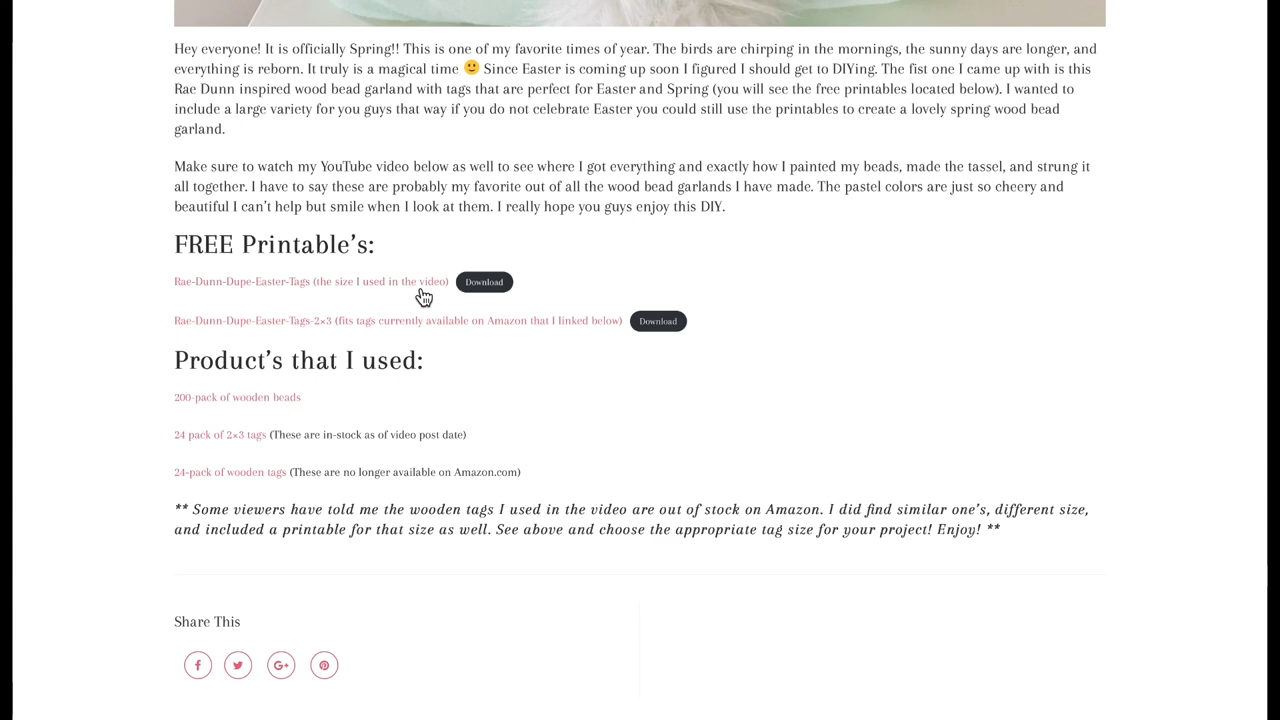 Hey everyone! It is officially Spring!! This is one of my favorite times of year. The birds are chirping in the mornings, the sunny days are longer, and
everything is reborn. It truly is a magical time 🙂 Since Easter is coming up soon I figured I should get to DIYing. The fist one I came up with is this
Rae Dunn inspired wood bead garland with tags that are perfect for Easter and Spring (you will see the free printables located below). I wanted to
include a large variety for you guys that way if you do not celebrate Easter you could still use the printables to create a lovely spring wood bead
garland.
Make sure to watch my YouTube video below as well to see where I got everything and exactly how I painted my beads, made the tassel, and strung it
all together. I have to say these are probably my favorite out of all the wood bead garlands I have made. The pastel colors are just so cheery and
beautiful I can’t help but smile when I look at them. I really hope you guys enjoy this DIY.
FREE Printable’s:
Rae-Dunn-Dupe-Easter-Tags (the size I used in the video) Download
Rae-Dunn-Dupe-Easter-Tags-2×3 (fits tags currently available on Amazon that I linked below) Download
Product’s that I used:
200-pack of wooden beads
24 pack of 2×3 tags (These are in-stock as of video post date)
24-pack of wooden tags (These are no longer available on Amazon.com)
** Some viewers have told me the wooden tags I used in the video are out of stock on Amazon. I did find similar one’s, different size,
and included a printable for that size as well. See above and choose the appropriate tag size for your project! Enjoy! **
Share This